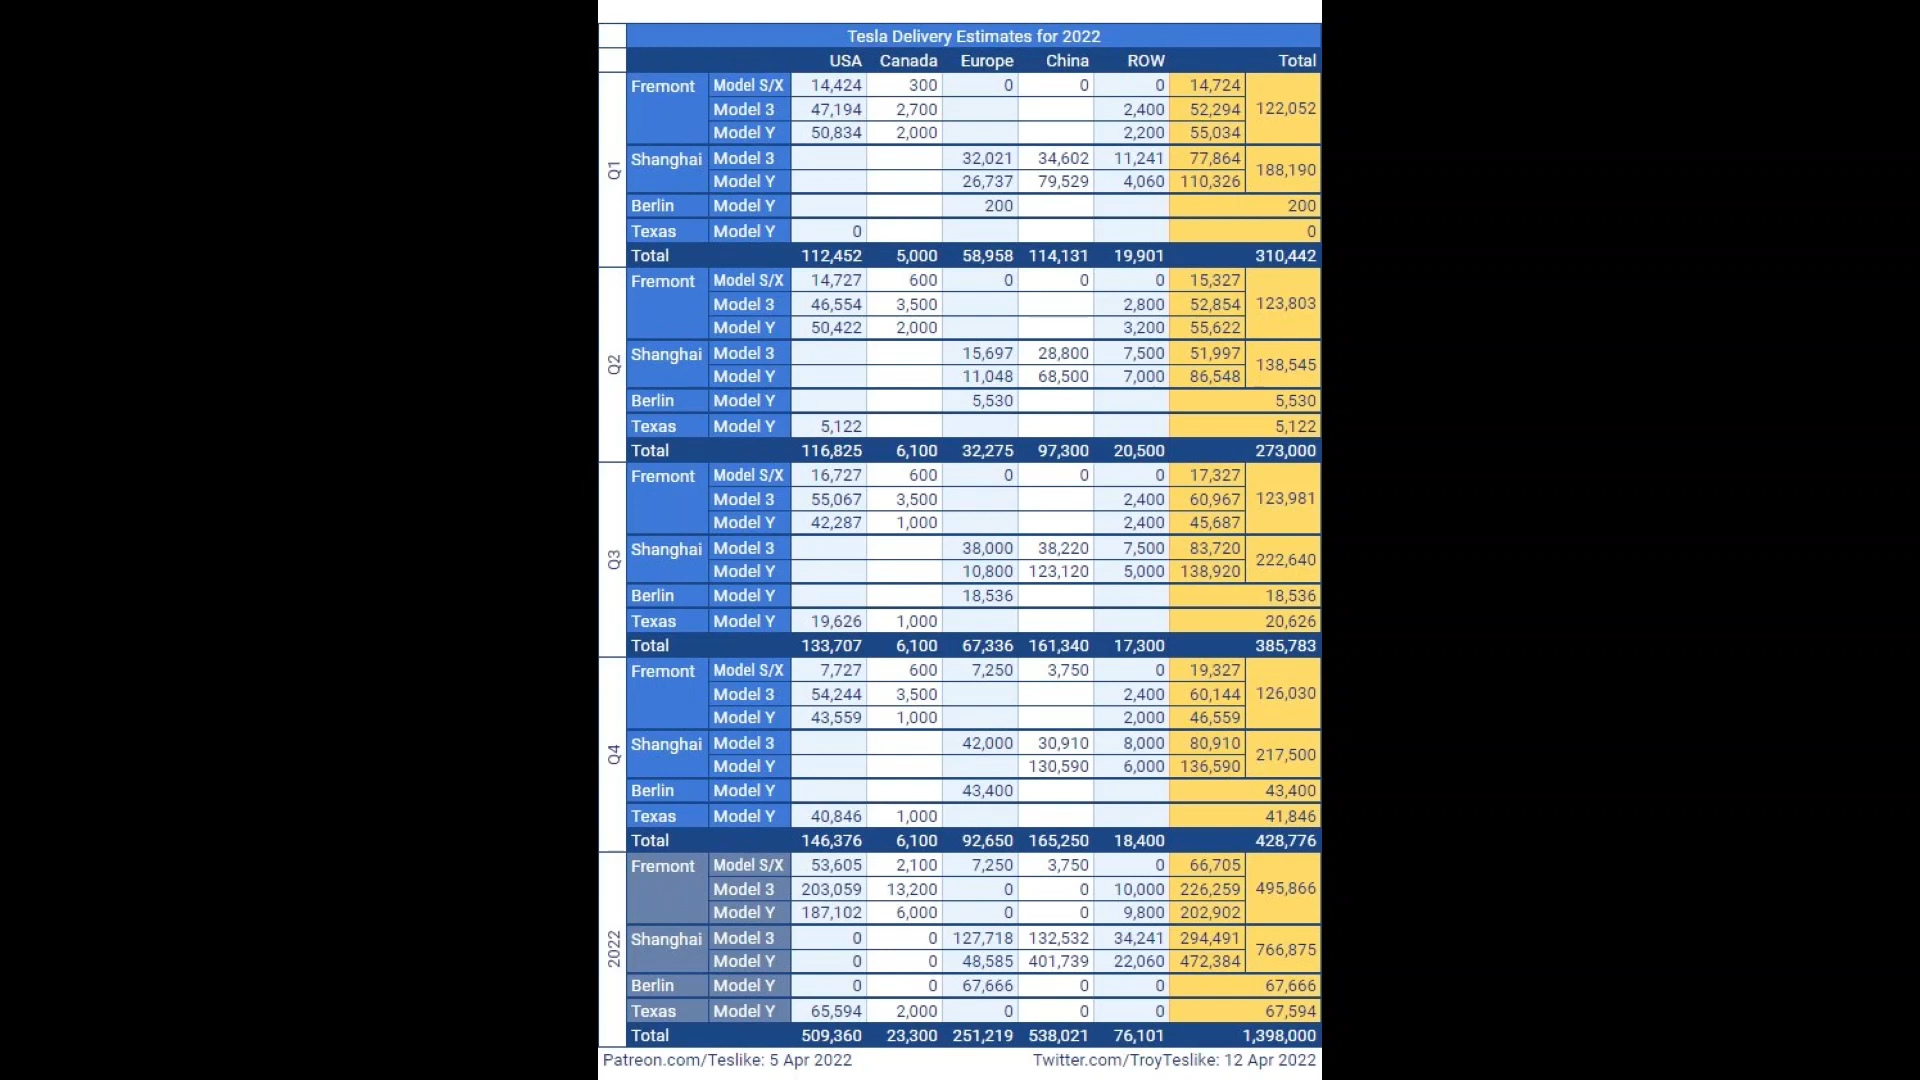 Tesla Delivery Estimates for 2022
USA Canada Europe China ROW Total
Q1
Fremont Model S/X 14,424 300 0 0 0 14,724 122,052
Model 3 47,194 2,700 2,400 52,294
Model Y 50,834 2,000 2,200 55,034
Shanghai Model 3 32,021 34,602 11,241 77,864 188,190
Model Y 26,737 79,529 4,060 110,326
Berlin Model Y 200 200
Texas Model Y 0 0
Total 112,452 5,000 58,958 114,131 19,901 310,442
Q2
Fremont Model S/X 14,727 600 0 0 0 15,327 123,803
Model 3 46,554 3,500 2,800 52,854
Model Y 50,422 2,000 3,200 55,622
Shanghai Model 3 15,697 28,800 7,500 51,997 138,545
Model Y 11,048 68,500 7,000 86,548
Berlin Model Y 5,530 5,530
Texas Model Y 5,122 5,122
Total 116,825 6,100 32,275 97,300 20,500 273,000
Q3
Fremont Model S/X 16,727 600 0 0 0 17,327 123,981
Model 3 55,067 3,500 2,400 60,967
Model Y 42,287 1,000 2,400 45,687
Shanghai Model 3 38,000 38,220 7,500 83,720 222,640
Model Y 10,800 123,120 5,000 138,920
Berlin Model Y 18,536 18,536
Texas Model Y 19,626 1,000 20,626
Total 133,707 6,100 67,336 161,340 17,300 385,783
Q4
Fremont Model S/X 7,727 600 7,250 3,750 0 19,327 126,030
Model 3 54,244 3,500 2,400 60,144
Model Y 43,559 1,000 2,000 46,559
Shanghai Model 3 42,000 30,910 8,000 80,910 217,500
Model Y 130,590 6,000 136,590
Berlin Model Y 43,400 43,400
Texas Model Y 40,846 1,000 41,846
Total 146,376 6,100 92,650 165,250 18,400 428,776
2022
Fremont Model S/X 53,605 2,100 7,250 3,750 0 66,705 495,866
Model 3 203,059 13,200 0 0 10,000 226,259
Model Y 187,102 6,000 0 0 9,800 202,902
Shanghai Model 3 0 0 127,718 132,532 34,241 294,491 766,875
Model Y 0 0 48,585 401,739 22,060 472,384
Berlin Model Y 0 0 67,666 0 0 67,666
Texas Model Y 65,594 2,000 0 0 0 67,594
Total 509,360 23,300 251,219 538,021 76,101 1,398,000
Patreon.com/Teslike: 5 Apr 2022 Twitter.com/TroyTeslike: 12 Apr 2022